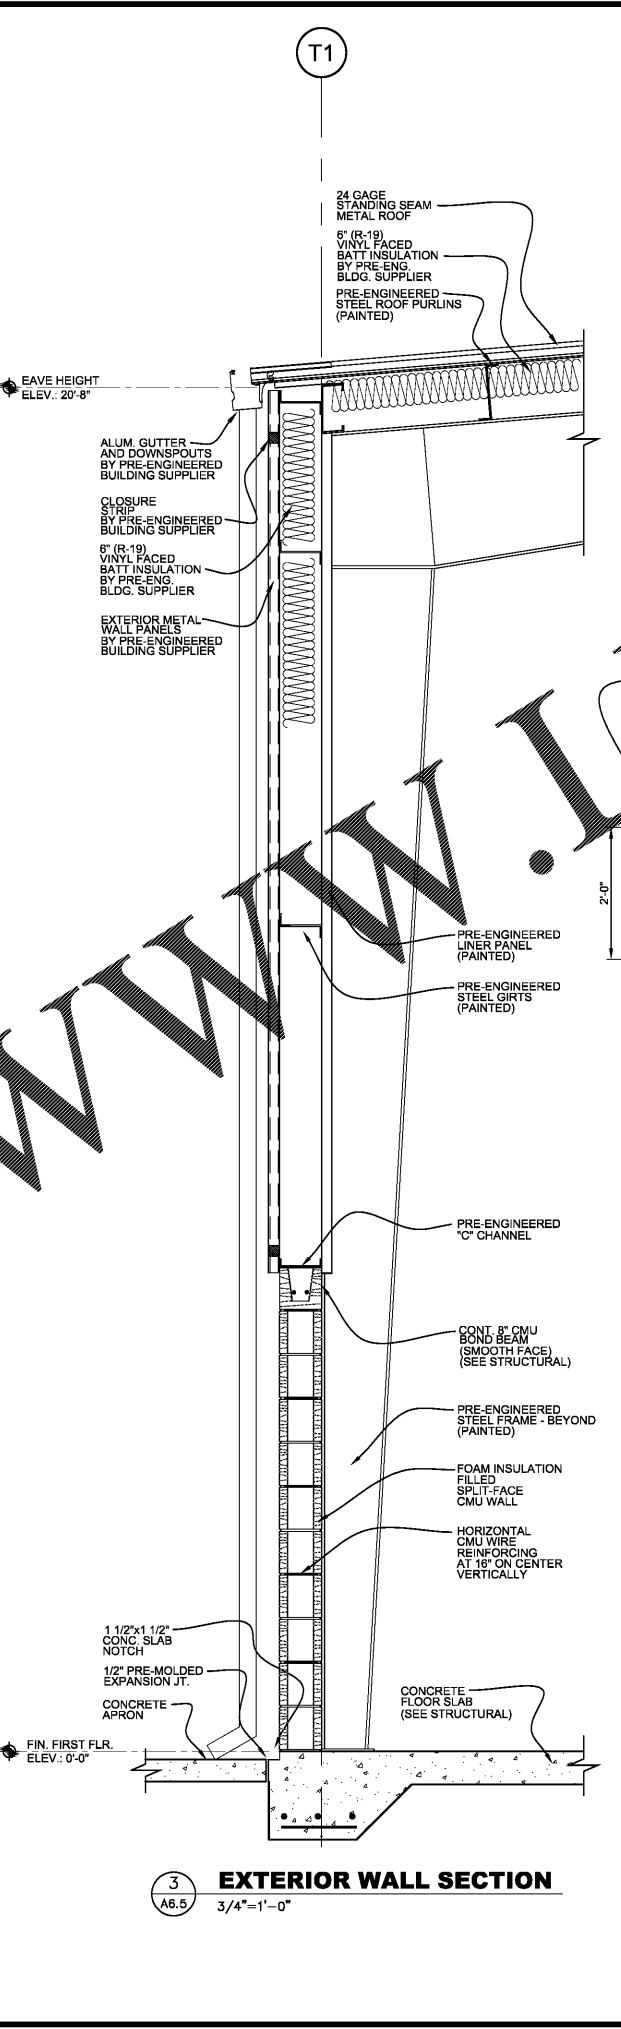 T1
24 GAGE
STANDING SEAM
METAL ROOF
6" (R-19)
VINYL FACED
BATT INSULATION
BY PRE-ENG.
BLDG. SUPPLIER
PRE-ENGINEERED
STEEL ROOF PURLINS
(PAINTED)
EAVE HEIGHT
ELEV.: 20'-8"
ALUM. GUTTER
AND DOWNSPOUTS
BY PRE-ENGINEERED
BUILDING SUPPLIER
CLOSURE
STRIP
BY PRE-ENGINEERED
BUILDING SUPPLIER
6" (R-19)
VINYL FACED
BATT INSULATION
BY PRE-ENG.
BLDG. SUPPLIER
EXTERIOR METAL
WALL PANELS
BY PRE-ENGINEERED
BUILDING SUPPLIER
WWW.
2'-0"
PRE-ENGINEERED
LINER PANEL
(PAINTED)
PRE-ENGINEERED
STEEL GIRTS
(PAINTED)
PRE-ENGINEERED
"C" CHANNEL
CONT. 8" CMU
BOND BEAM
(SMOOTH FACE)
(SEE STRUCTURAL)
PRE-ENGINEERED
STEEL FRAME - BEYOND
(PAINTED)
FOAM INSULATION
FILLED
SPLIT-FACE
CMU WALL
HORIZONTAL
CMU WIRE
REINFORCING
AT 16" ON CENTER
VERTICALLY
1 1/2"x1 1/2"
CONC. SLAB
NOTCH
1/2" PRE-MOLDED
EXPANSION JT.
CONCRETE
APRON
CONCRETE
FLOOR SLAB
(SEE STRUCTURAL)
FIN. FIRST FLR.
ELEV.: 0'-0"
3
A6.5
EXTERIOR WALL SECTION
3/4"=1'-0"